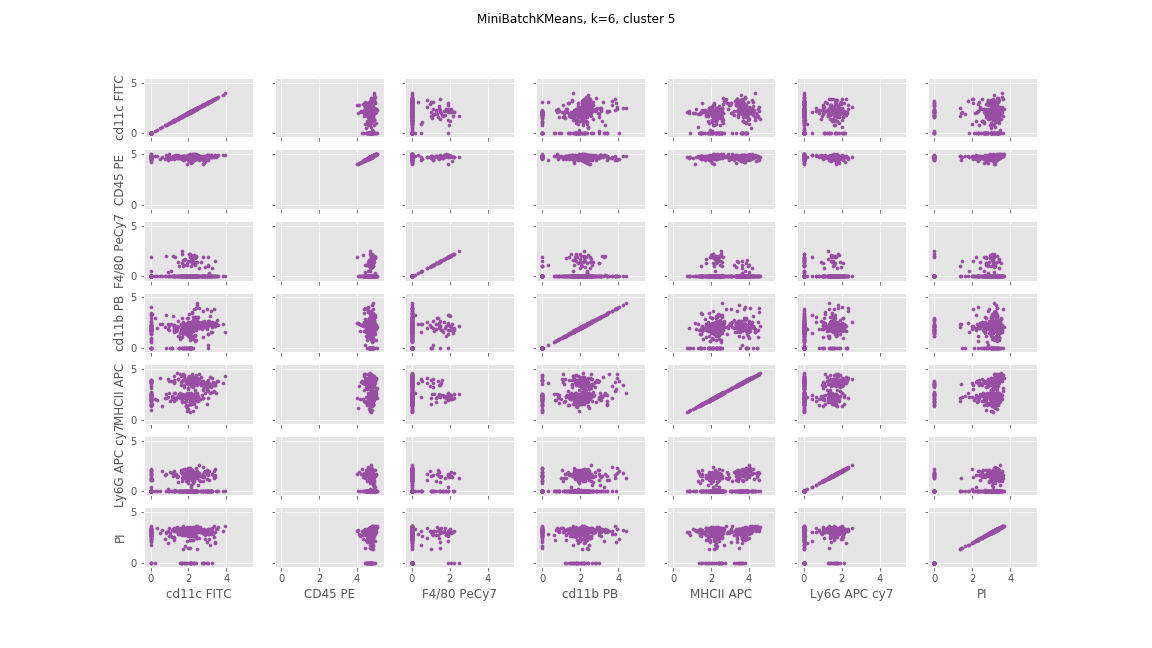 MiniBatchKMeans, k=6, cluster 5
cd11c FITC
5
0
CD45 PE
5
0
F4/80 PeCy7
5
0
cd11b PB
5
0
MHCII APC
5
0
Ly6G APC cy7
5
0
PI
5
0
0 2 4 0 2 4 0 2 4 0 2 4 0 2 4 0 2 4 0 2 4
cd11c FITC CD45 PE F4/80 PeCy7 cd11b PB MHCII APC Ly6G APC cy7 PI